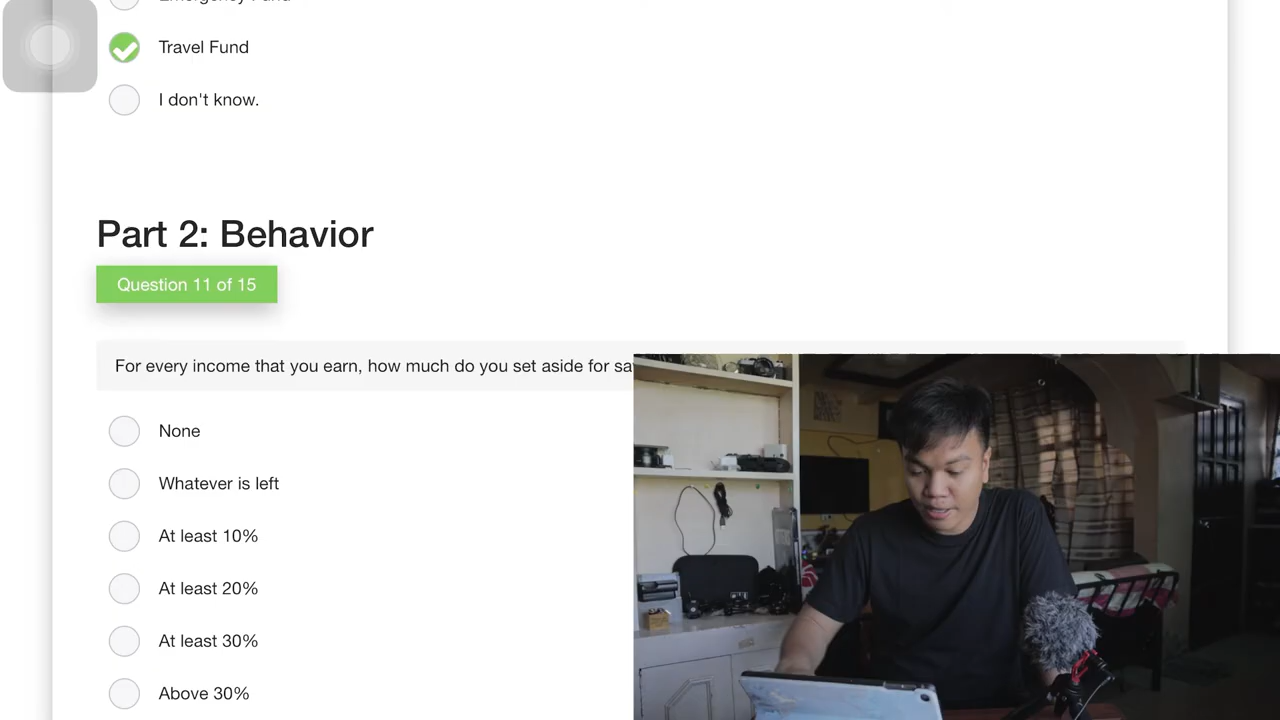 Travel Fund
I don't know.
Part 2: Behavior
Question 11 of 15
For every income that you earn, how much do you set aside for
None
Whatever is left
At least 10%
At least 20%
At least 30%
Above 30%